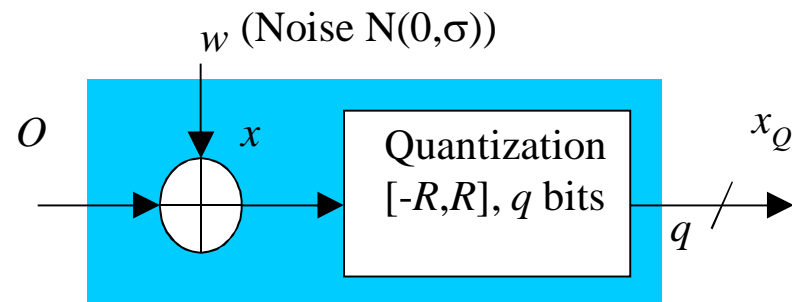 w (Noise N(0,σ))
O
x
Quantization
[-R,R], q bits
x_Q
q